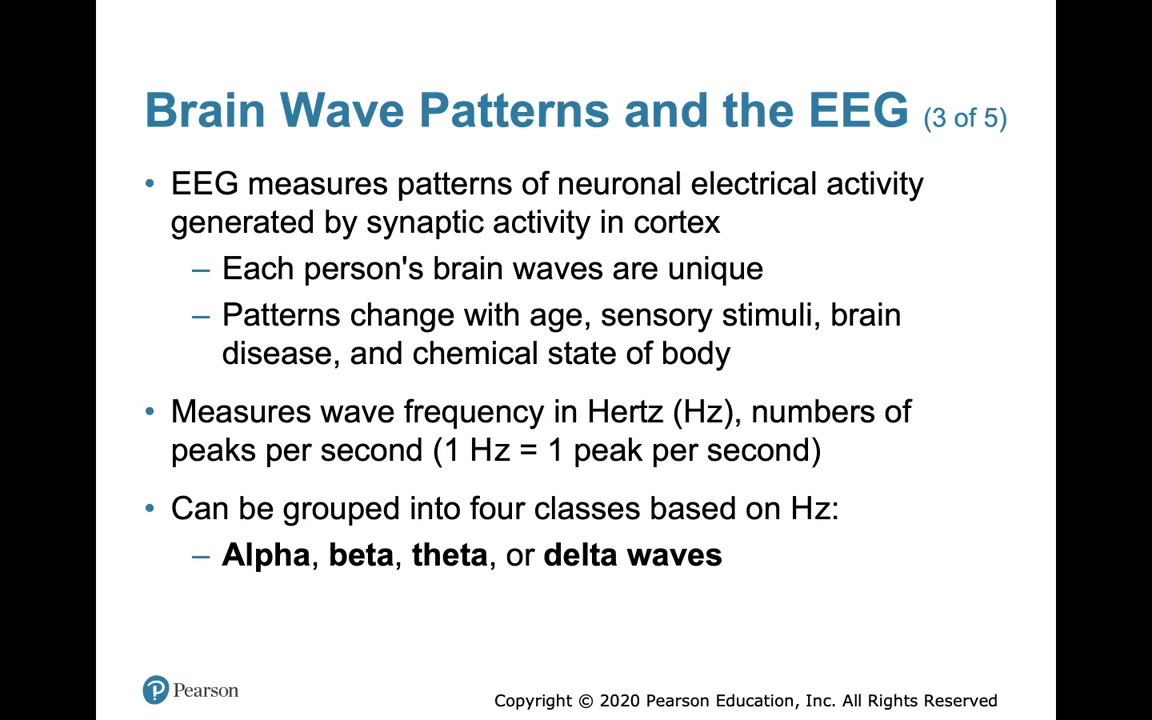 Brain Wave Patterns and the EEG (3 of 5)
• EEG measures patterns of neuronal electrical activity
generated by synaptic activity in cortex
– Each person's brain waves are unique
– Patterns change with age, sensory stimuli, brain
disease, and chemical state of body
• Measures wave frequency in Hertz (Hz), numbers of
peaks per second (1 Hz = 1 peak per second)
• Can be grouped into four classes based on Hz:
– Alpha, beta, theta, or delta waves
P Pearson
Copyright © 2020 Pearson Education, Inc. All Rights Reserved